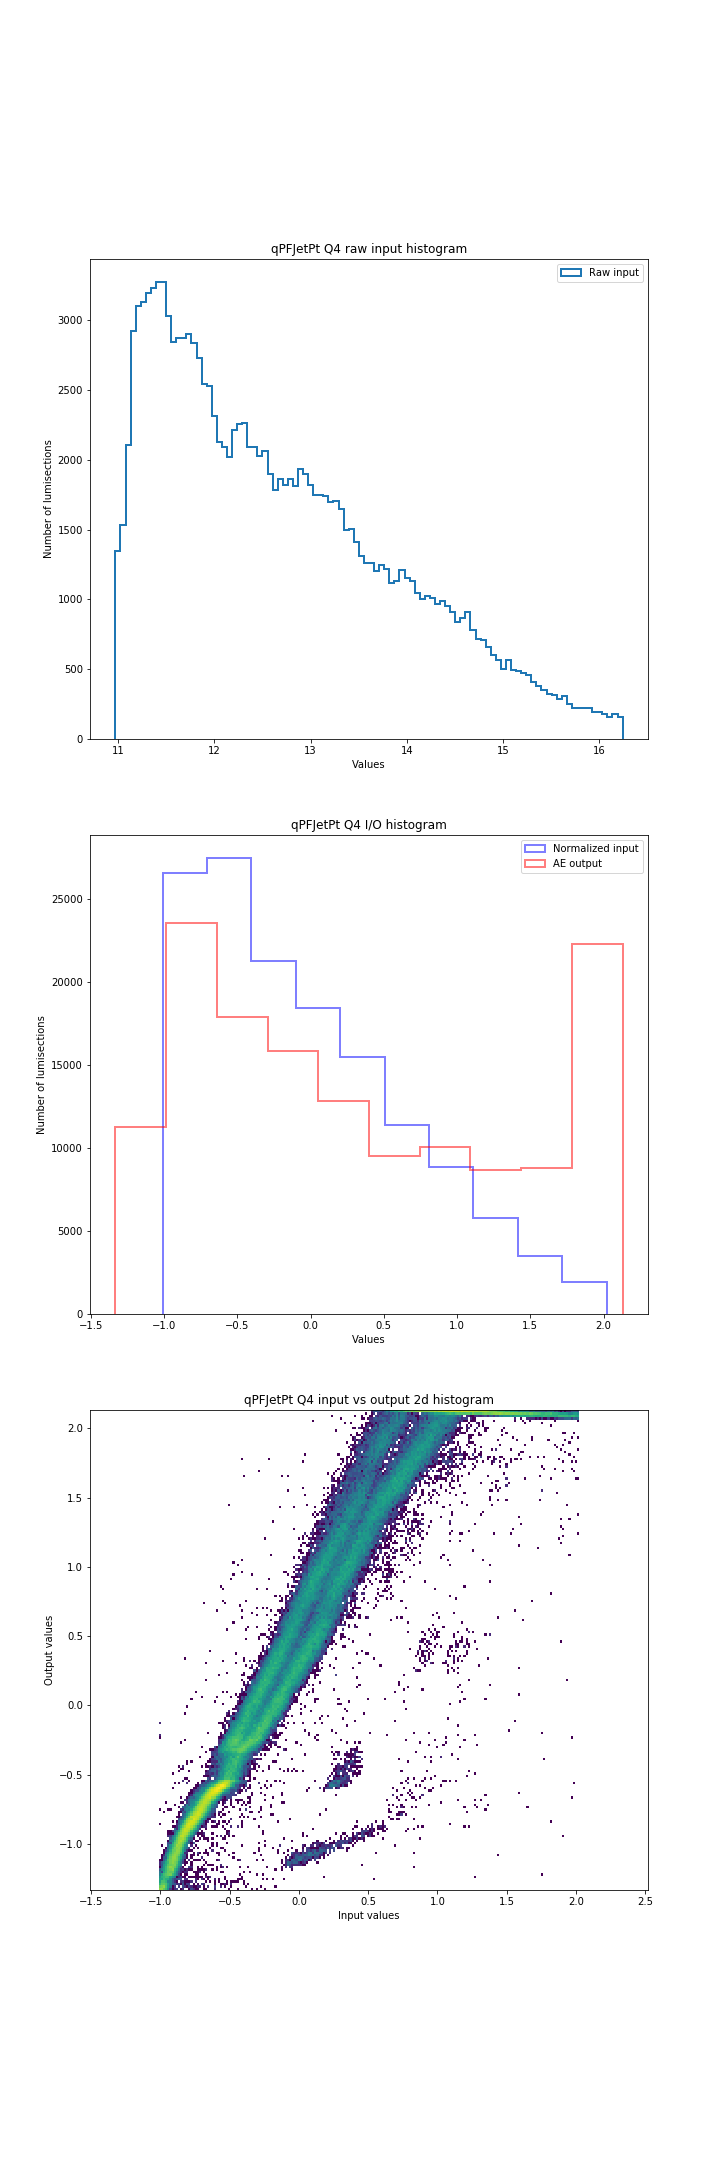 qPFJetPt Q4 raw input histogram
Raw input
Number of lumisections
3000
2500
2000
1500
1000
500
0
11 12 13 14 15 16
Values
qPFJetPt Q4 I/O histogram
Normalized input
AE output
Number of lumisections
25000
20000
15000
10000
5000
0
−1.5 −1.0 −0.5 0.0 0.5 1.0 1.5 2.0
Values
qPFJetPt Q4 input vs output 2d histogram
Output values
2.0
1.5
1.0
0.5
0.0
−0.5
−1.0
−1.5 −1.0 −0.5 0.0 0.5 1.0 1.5 2.0 2.5
Input values